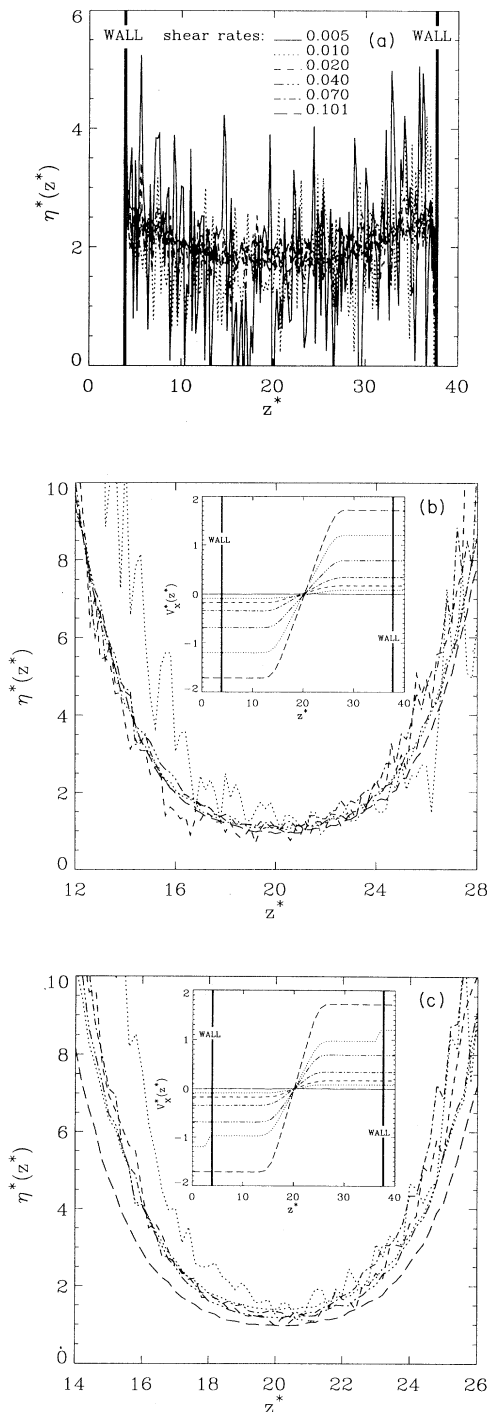 WALL shear rates: (a) WALL
0.005
0.010
0.020
0.040
0.070
0.101
6
4
2
0
η*(z*)
0 10 20 30 40
z*
(b)
10
8
6
4
2
0
η*(z*)
12 16 20 24 28
z*
2
1
0
−1
−2
V*x(z*)
WALL
WALL
0 10 20 30 40
z*
(c)
10
8
6
4
2
0
η*(z*)
14 16 18 20 22 24 26
z*
2
1
0
−1
−2
V*x(z*)
WALL
WALL
0 10 20 30 40
z*